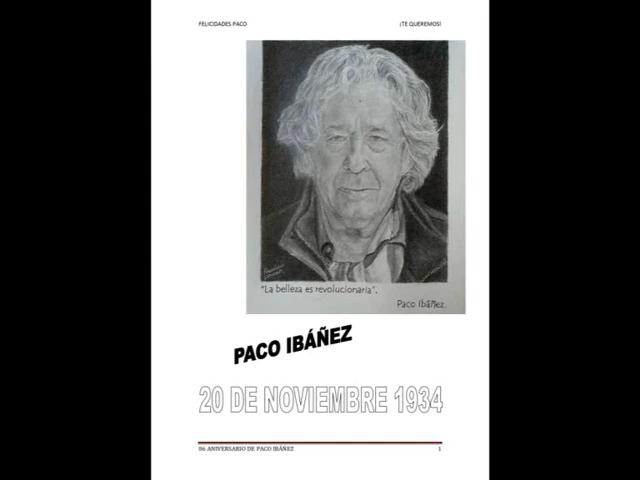 FELICIDADES PACO ¡TE QUEREMOS!
"La belleza es revolucionaria".
Paco Ibáñez.
PACO IBÁÑEZ
20 DE NOVIEMBRE 1934
86 ANIVERSARIO DE PACO IBÁÑEZ 1